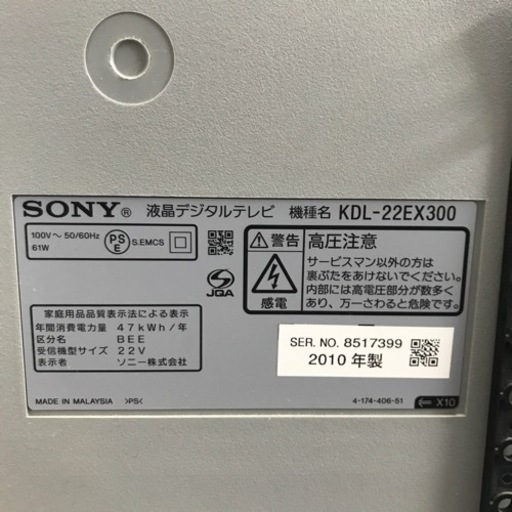 SONY® 液晶デジタルテレビ 機種名 KDL-22EX300
100V〜 50/60Hz
61W
PS
E
S.EMCS
JQA
警告 高圧注意
感電
サービスマン以外の方は
裏ぶたをあけないでください。
内部には高電圧部分が数多く
あり、万一さわると危険です。
家庭用品品質表示法による表示
年間消費電力量 47kWh/年
区分名 BEE
受信機型サイズ 22V
表示者 ソニー株式会社
SER. NO. 8517399
2010 年製
MADE IN MALAYSIA >PS< 4-174-406-51 X10